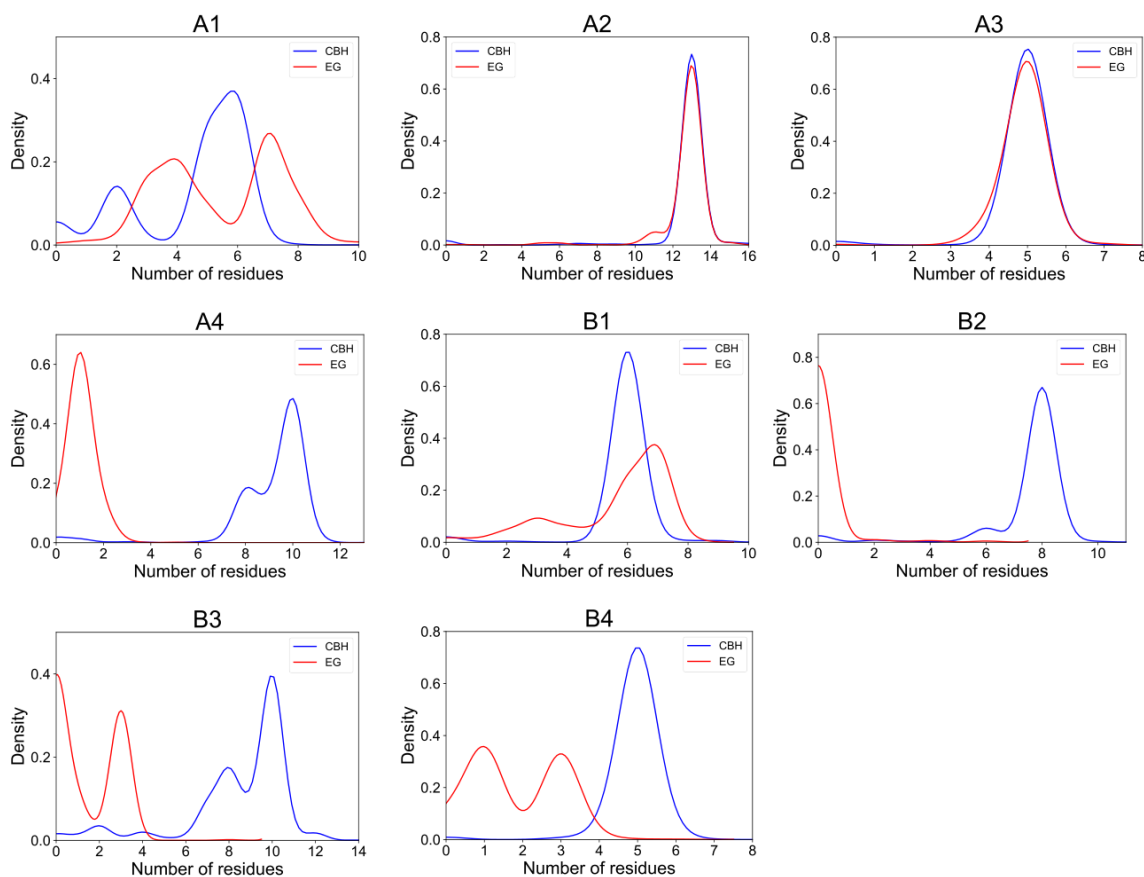 A1
CBH
EG
Density
0.4
0.2
0.0
0 2 4 6 8 10
Number of residues
A2
CBH
EG
Density
0.8
0.6
0.4
0.2
0.0
0 2 4 6 8 10 12 14 16
Number of residues
A3
CBH
EG
Density
0.8
0.6
0.4
0.2
0.0
0 1 2 3 4 5 6 7 8
Number of residues
A4
CBH
EG
Density
0.6
0.4
0.2
0.0
0 2 4 6 8 10 12
Number of residues
B1
CBH
EG
Density
0.8
0.6
0.4
0.2
0.0
0 2 4 6 8 10
Number of residues
B2
CBH
EG
Density
0.8
0.6
0.4
0.2
0.0
0 2 4 6 8 10
Number of residues
B3
CBH
EG
Density
0.4
0.2
0.0
0 2 4 6 8 10 12 14
Number of residues
B4
CBH
EG
Density
0.8
0.6
0.4
0.2
0.0
0 1 2 3 4 5 6 7 8
Number of residues